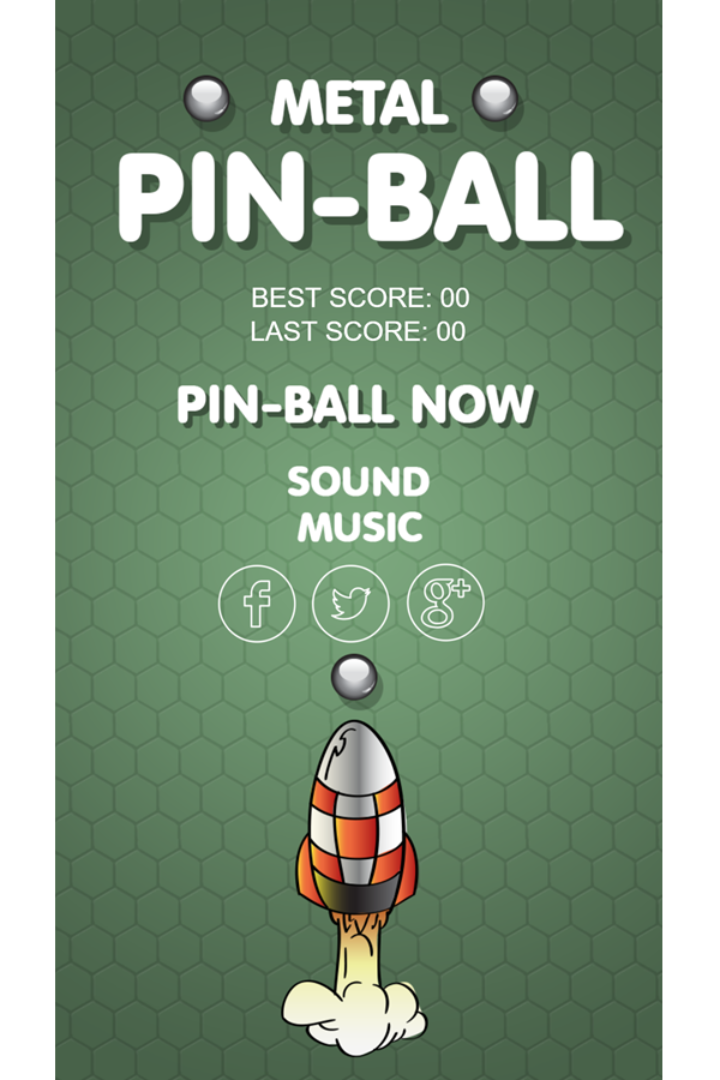 METAL
PIN-BALL
BEST SCORE: 00
LAST SCORE: 00
PIN-BALL NOW
SOUND
MUSIC
f g+